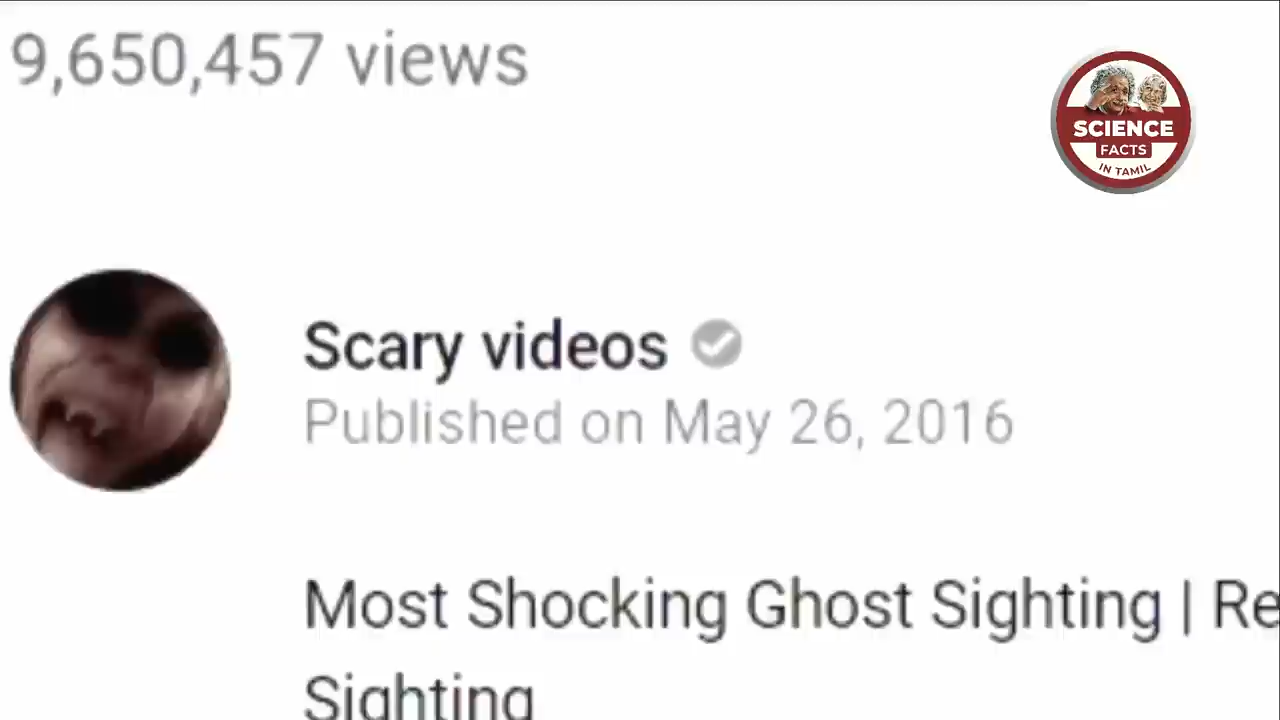 9,650,457 views
SCIENCE
FACTS
IN TAMIL
Scary videos
Published on May 26, 2016
Most Shocking Ghost Sighting | Re
Sighting